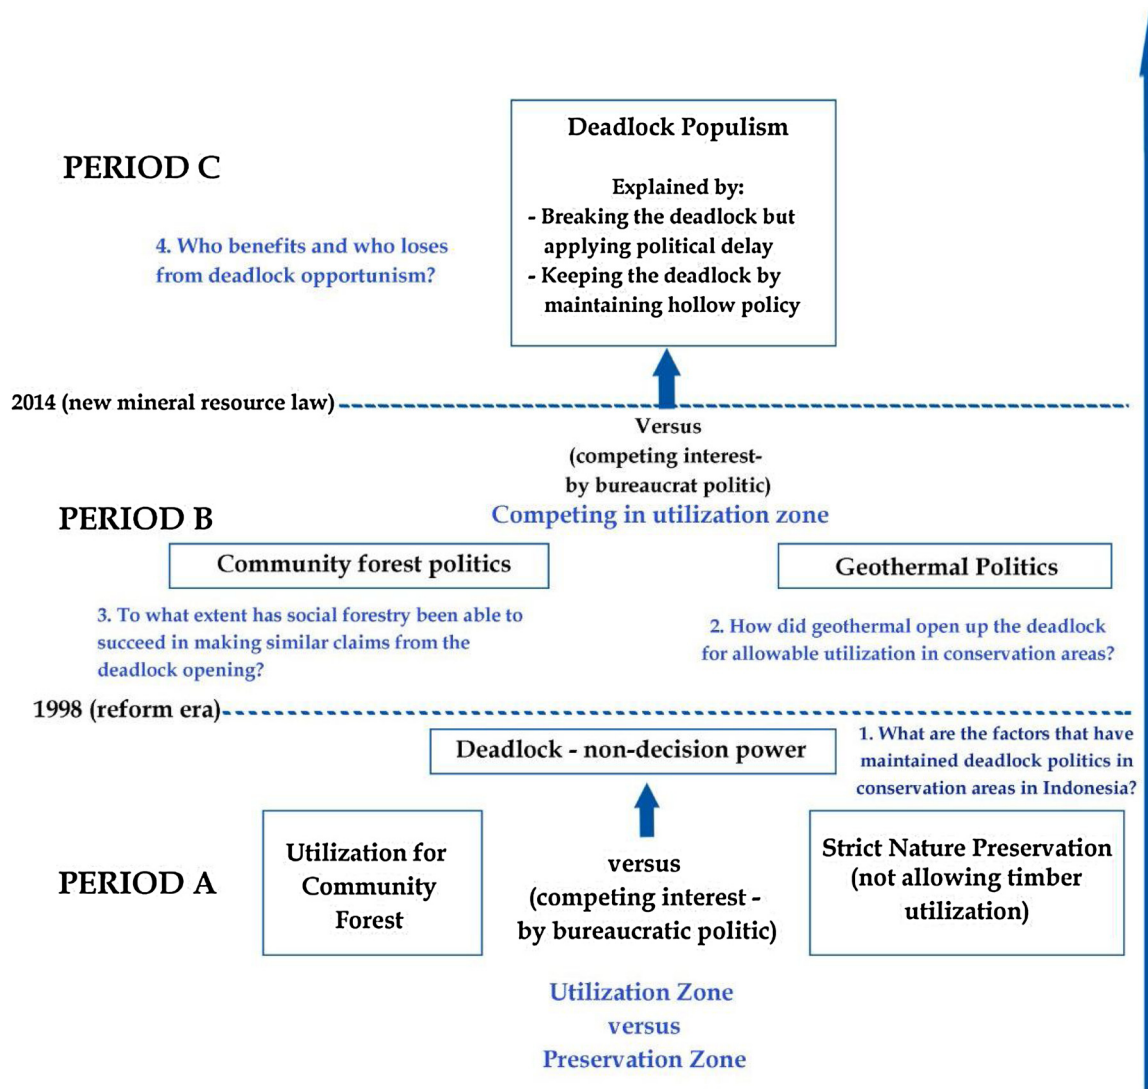 Deadlock Populism
PERIOD C
Explained by:
- Breaking the deadlock but
applying political delay
- Keeping the deadlock by
maintaining hollow policy
4. Who benefits and who loses
from deadlock opportunism?
2014 (new mineral resource law)
Versus
(competing interest-
by bureaucrat politic)
PERIOD B
Competing in utilization zone
Community forest politics
Geothermal Politics
3. To what extent has social forestry been able to
succeed in making similar claims from the
deadlock opening?
2. How did geothermal open up the deadlock
for allowable utilization in conservation areas?
1998 (reform era)
Deadlock - non-decision power
1. What are the factors that have
maintained deadlock politics in
conservation areas in Indonesia?
PERIOD A
Utilization for
Community
Forest
versus
(competing interest -
by bureaucratic politic)
Strict Nature Preservation
(not allowing timber
utilization)
Utilization Zone
versus
Preservation Zone